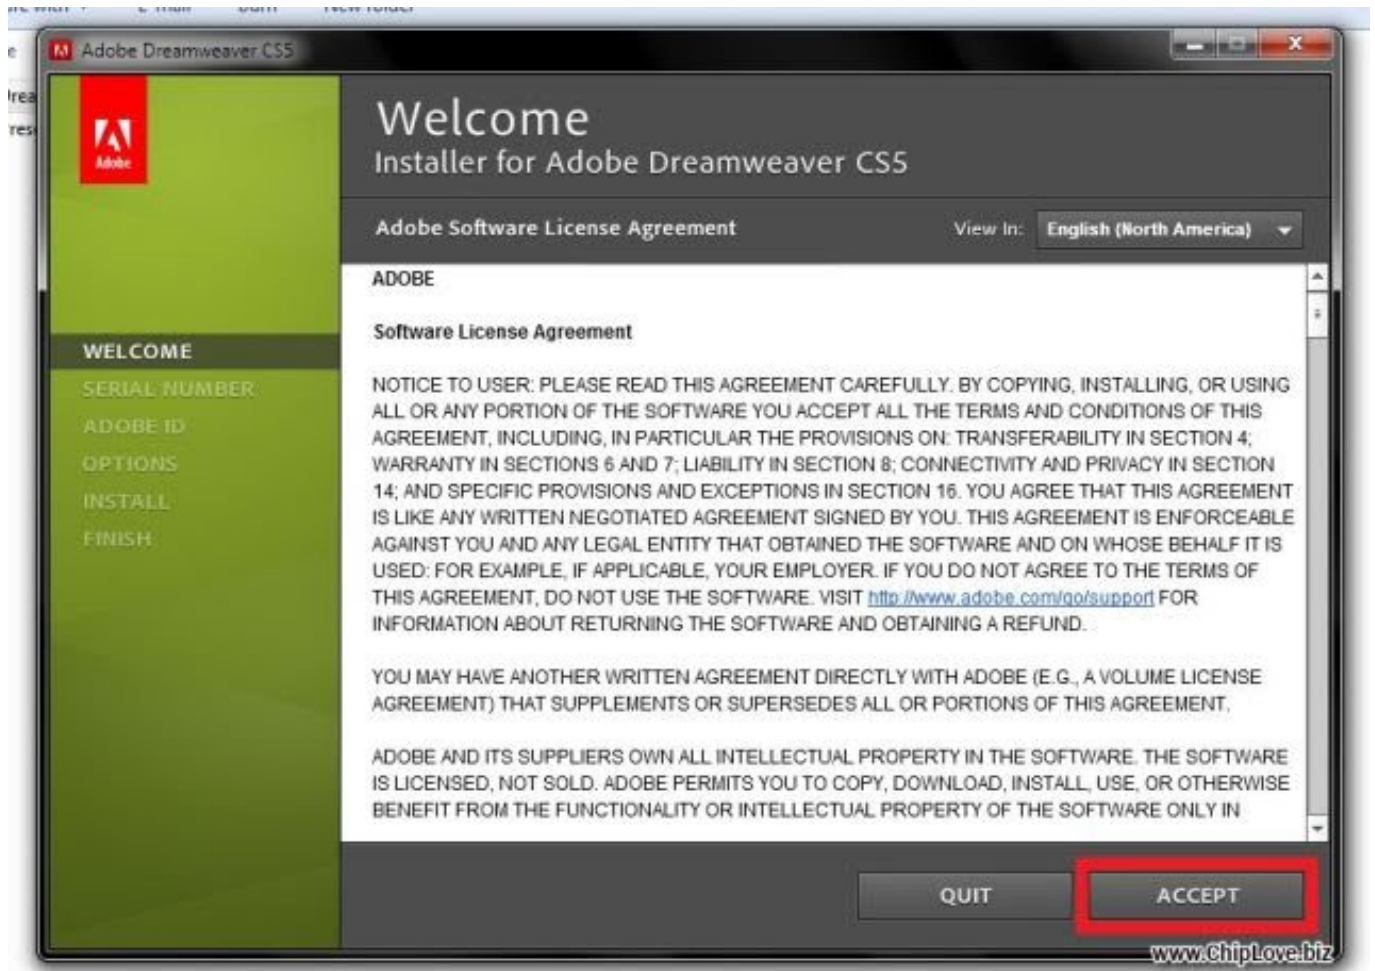 E-mail Burn New folder
Adobe Dreamweaver CS5
Adobe
Welcome
Installer for Adobe Dreamweaver CS5
Adobe Software License Agreement
View In: English (North America)
WELCOME
SERIAL NUMBER
ADOBE ID
OPTIONS
INSTALL
FINISH
ADOBE
Software License Agreement
NOTICE TO USER: PLEASE READ THIS AGREEMENT CAREFULLY. BY COPYING, INSTALLING, OR USING
ALL OR ANY PORTION OF THE SOFTWARE YOU ACCEPT ALL THE TERMS AND CONDITIONS OF THIS
AGREEMENT, INCLUDING, IN PARTICULAR THE PROVISIONS ON: TRANSFERABILITY IN SECTION 4;
WARRANTY IN SECTIONS 6 AND 7; LIABILITY IN SECTION 8; CONNECTIVITY AND PRIVACY IN SECTION
14; AND SPECIFIC PROVISIONS AND EXCEPTIONS IN SECTION 16. YOU AGREE THAT THIS AGREEMENT
IS LIKE ANY WRITTEN NEGOTIATED AGREEMENT SIGNED BY YOU. THIS AGREEMENT IS ENFORCEABLE
AGAINST YOU AND ANY LEGAL ENTITY THAT OBTAINED THE SOFTWARE AND ON WHOSE BEHALF IT IS
USED: FOR EXAMPLE, IF APPLICABLE, YOUR EMPLOYER. IF YOU DO NOT AGREE TO THE TERMS OF
THIS AGREEMENT, DO NOT USE THE SOFTWARE. VISIT http://www.adobe.com/go/support FOR
INFORMATION ABOUT RETURNING THE SOFTWARE AND OBTAINING A REFUND.
YOU MAY HAVE ANOTHER WRITTEN AGREEMENT DIRECTLY WITH ADOBE (E.G., A VOLUME LICENSE
AGREEMENT) THAT SUPPLEMENTS OR SUPERSEDES ALL OR PORTIONS OF THIS AGREEMENT.
ADOBE AND ITS SUPPLIERS OWN ALL INTELLECTUAL PROPERTY IN THE SOFTWARE. THE SOFTWARE
IS LICENSED, NOT SOLD. ADOBE PERMITS YOU TO COPY, DOWNLOAD, INSTALL, USE, OR OTHERWISE
BENEFIT FROM THE FUNCTIONALITY OR INTELLECTUAL PROPERTY OF THE SOFTWARE ONLY IN
QUIT
ACCEPT
www.ChipLove.biz